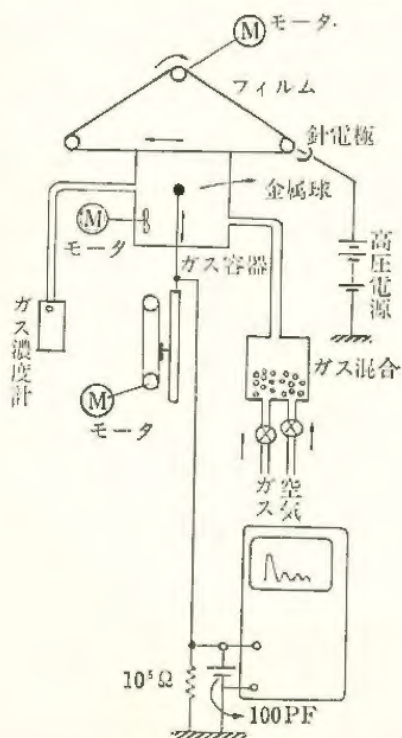 M モータ
フィルム
針電極
金属球
M
モータ
ガス容器
高圧電源
ガス濃度計
ガス混合
M
モータ
ガス
空気
10⁵Ω
100PF